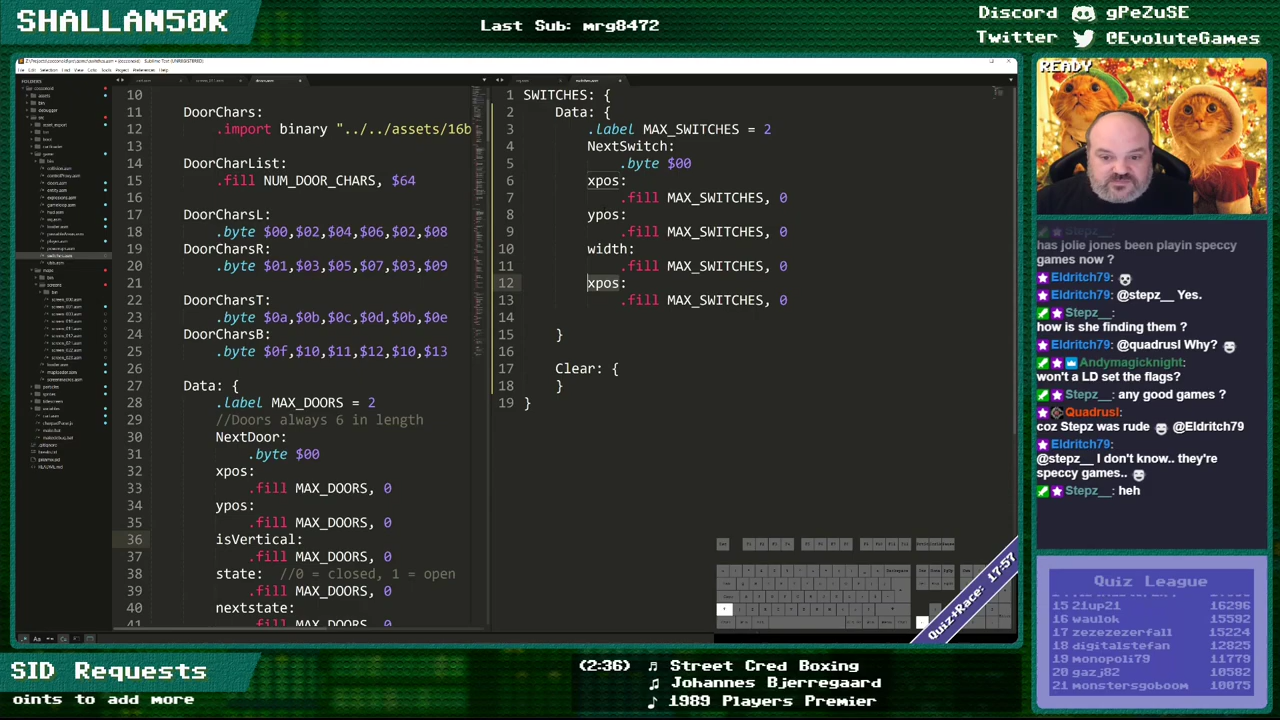 SHALLAN50K
Last Sub: mrg8472
Discord gPeZuSE
Twitter @EvoluteGames
10
11 DoorChars:
12 .import binary "../../assets/16b
13
14 DoorCharList:
15 .fill NUM_DOOR_CHARS, $64
16
17 DoorCharsL:
18 .byte $00,$02,$04,$06,$02,$08
19 DoorCharsR:
20 .byte $01,$03,$05,$07,$03,$09
21
22 DoorCharsT:
23 .byte $0a,$0b,$0c,$0d,$0b,$0e
24 DoorCharsB:
25 .byte $0f,$10,$11,$12,$10,$13
26
27 Data: {
28 .label MAX_DOORS = 2
29 //Doors always 6 in length
30 NextDoor:
31 .byte $00
32 xpos:
33 .fill MAX_DOORS, 0
34 ypos:
35 .fill MAX_DOORS, 0
36 isVertical:
37 .fill MAX_DOORS, 0
38 state: //0 = closed, 1 = open
39 .fill MAX_DOORS, 0
40 nextstate:
41 .fill MAX_DOORS, 0
1 SWITCHES: {
2 Data: {
3 .label MAX_SWITCHES = 2
4 NextSwitch:
5 .byte $00
6 xpos:
7 .fill MAX_SWITCHES, 0
8 ypos:
9 .fill MAX_SWITCHES, 0
10 width:
11 .fill MAX_SWITCHES, 0
12 xpos:
13 .fill MAX_SWITCHES, 0
14
15 }
16
17 Clear: {
18 }
19 }
READY
Stepz__:
has jolie jones been playin speccy
games now ?
Eldritch79:
Eldritch79: @stepz__ Yes.
Stepz__:
how is she finding them ?
Eldritch79: @quadrusl Why?
Andymagicknight:
won't a LD set the flags?
Stepz__: any good games ?
Quadrusl:
coz Stepz was rude @Eldritch79
Eldritch79:
@stepz__ I don't know.. they're
speccy games..
Stepz__: heh
Quiz+Race: 17:57
Quiz League
15 21up21 16296
16 waulok 15592
17 zezezezerfall 15224
18 digitalstefan 12825
19 monopoli79 11779
20 gazj82 10582
21 monstersgoboom 10075
SID Requests
oints to add more
(2:36) ♫ Street Cred Boxing
♫ Johannes Bjerregaard
♪ 1989 Players Premier